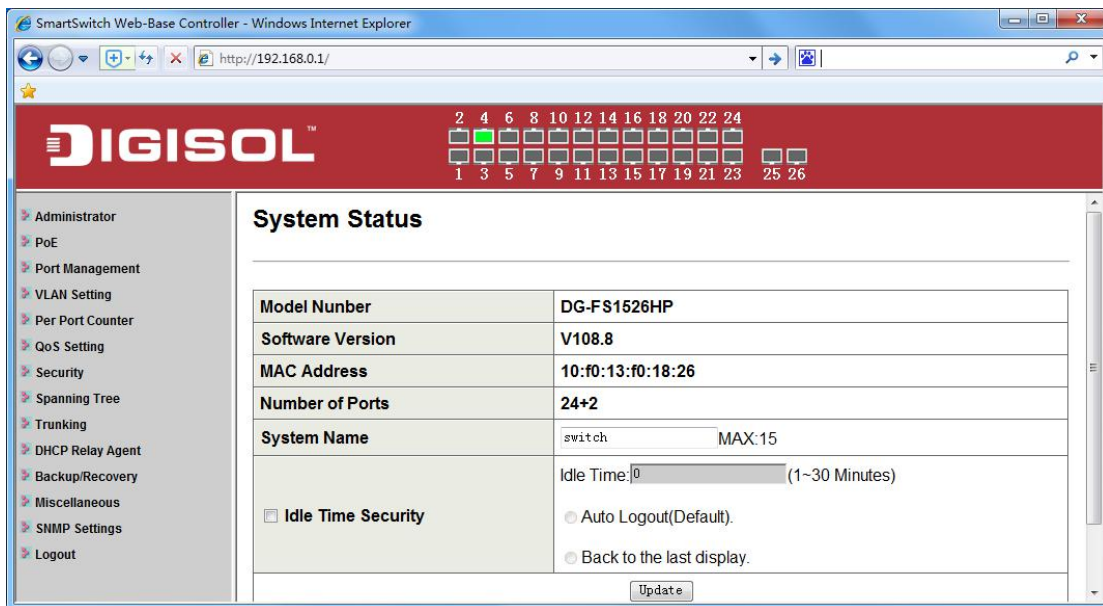 SmartSwitch Web-Base Controller - Windows Internet Explorer
http://192.168.0.1/
DIGISOL™
2 4 6 8 10 12 14 16 18 20 22 24
1 3 5 7 9 11 13 15 17 19 21 23 25 26
Administrator
PoE
Port Management
VLAN Setting
Per Port Counter
QoS Setting
Security
Spanning Tree
Trunking
DHCP Relay Agent
Backup/Recovery
Miscellaneous
SNMP Settings
Logout
System Status
Model Nunber DG-FS1526HP
Software Version V108.8
MAC Address 10:f0:13:f0:18:26
Number of Ports 24+2
System Name switch MAX:15
Idle Time Security
Idle Time:0 (1~30 Minutes)
Auto Logout(Default).
Back to the last display.
Update